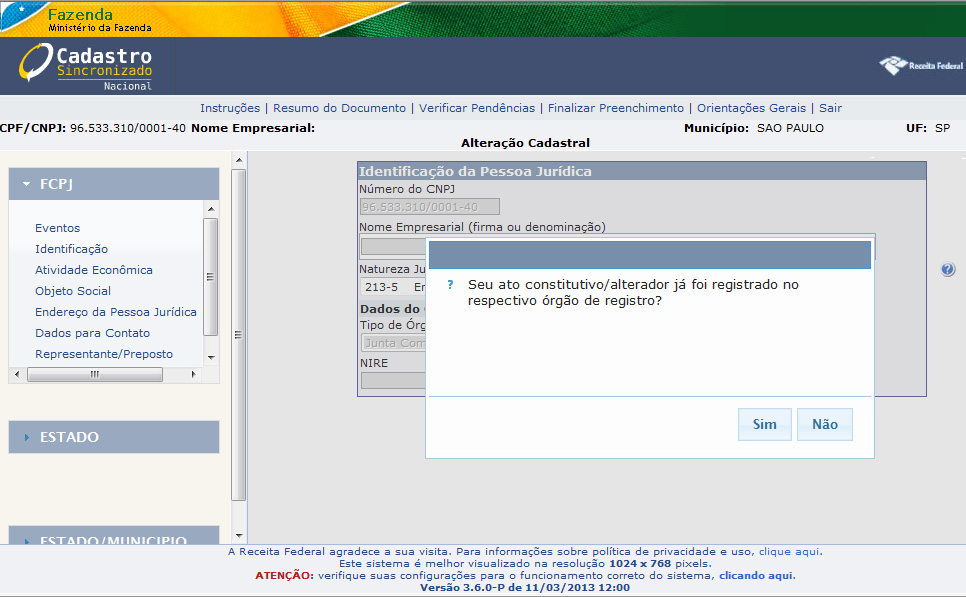 Fazenda
Ministério da Fazenda
Cadastro
Sincronizado
Nacional
Receita Federal
Instruções | Resumo do Documento | Verificar Pendências | Finalizar Preenchimento | Orientações Gerais | Sair
CPF/CNPJ: 96.533.310/0001-40 Nome Empresarial: Município: SAO PAULO UF: SP
Alteração Cadastral
FCPJ
Eventos
Identificação
Atividade Econômica
Objeto Social
Endereço da Pessoa Jurídica
Dados para Contato
Representante/Preposto
ESTADO
ESTADO/MUNICIPIO
Identificação da Pessoa Jurídica
Número do CNPJ
96.533.310/0001-40
Nome Empresarial (firma ou denominação)
Natureza Ju
213-5 E
Dados do
Tipo de Órg
Junta Com
NIRE
? Seu ato constitutivo/alterador já foi registrado no
respectivo órgão de registro?
Sim Não
?
A Receita Federal agradece a sua visita. Para informações sobre política de privacidade e uso, clique aqui.
Este sistema é melhor visualizado na resolução 1024 x 768 pixels.
ATENÇÃO: verifique suas configurações para o funcionamento correto do sistema, clicando aqui.
Versão 3.6.0-P de 11/03/2013 12:00